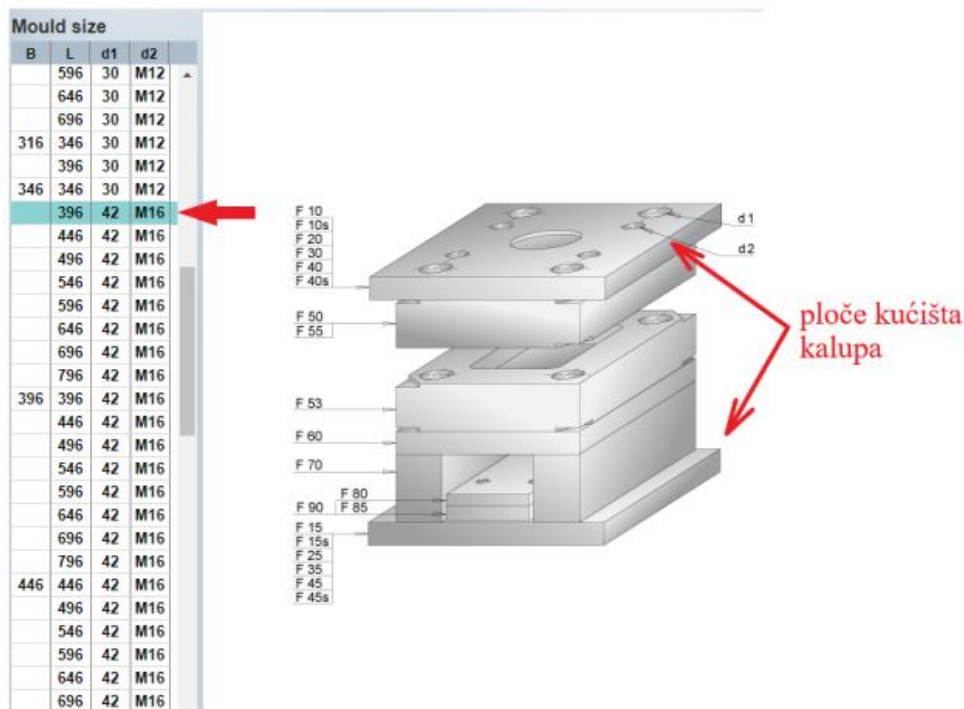 Mould size
B L d1 d2
596 30 M12
646 30 M12
696 30 M12
316 346 30 M12
396 30 M12
346 346 30 M12
396 42 M16
446 42 M16
496 42 M16
546 42 M16
596 42 M16
646 42 M16
696 42 M16
796 42 M16
396 396 42 M16
446 42 M16
496 42 M16
546 42 M16
596 42 M16
646 42 M16
696 42 M16
796 42 M16
446 446 42 M16
496 42 M16
546 42 M16
596 42 M16
646 42 M16
696 42 M16
F 10
F 10s
F 20
F 30
F 40
F 40s
F 50
F 55
F 53
F 60
F 70
F 80
F 90 F 85
F 15
F 15s
F 25
F 35
F 45
F 45s
d1
d2
ploče kućišta
kalupa